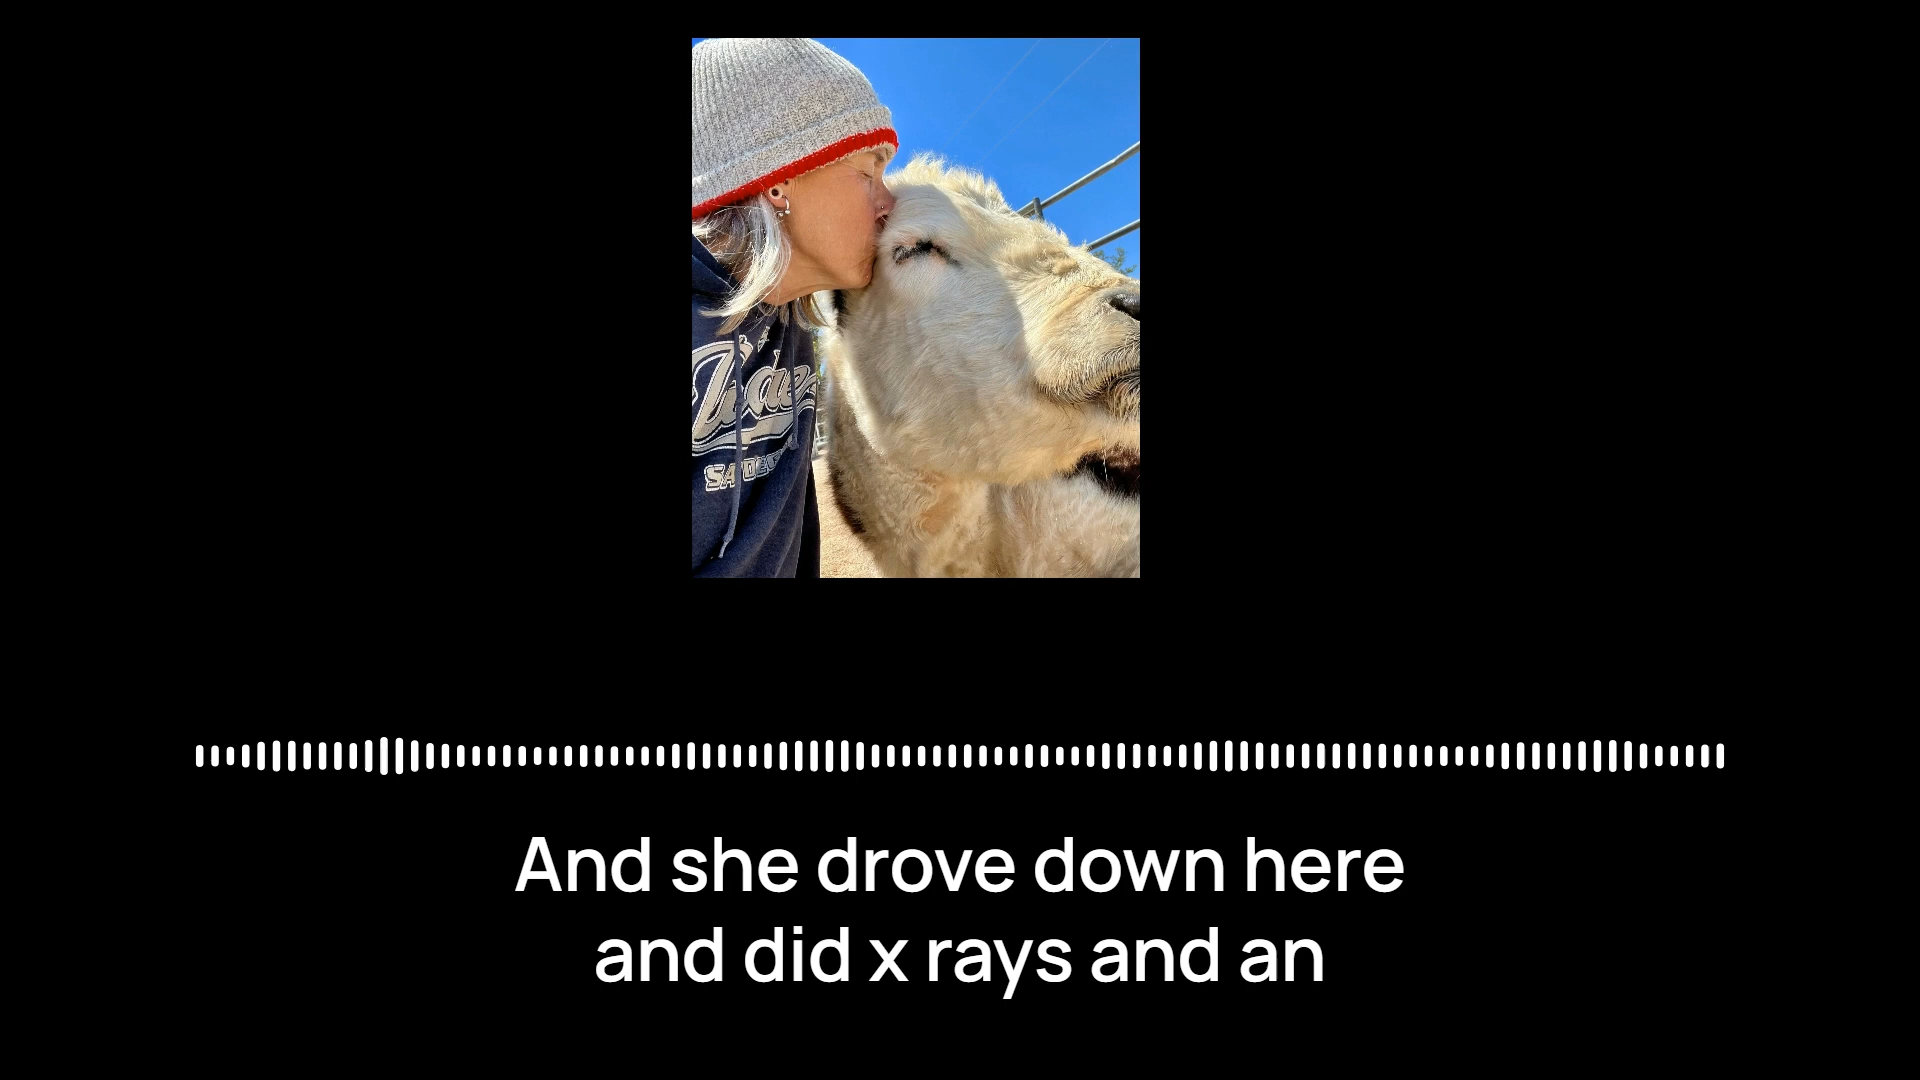 And she drove down here
and did x rays and an